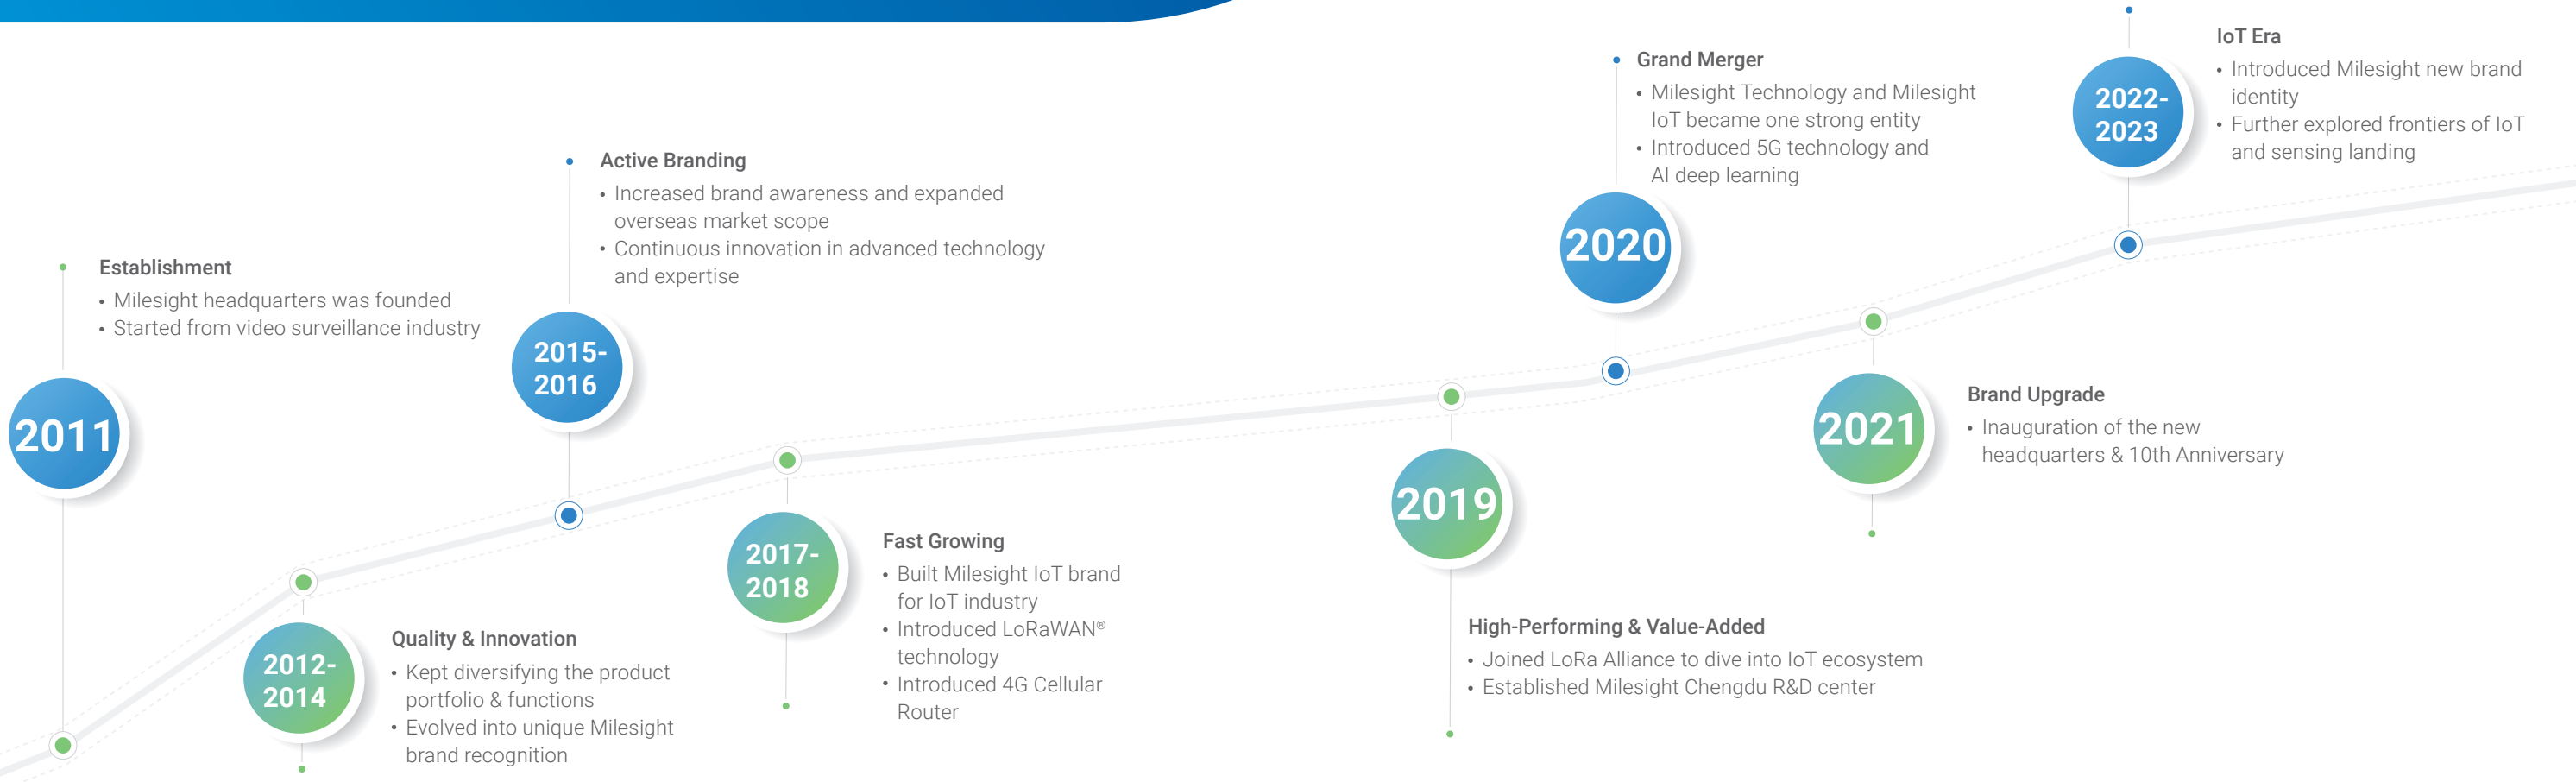 2011
Establishment
• Milesight headquarters was founded
• Started from video surveillance industry
2012-
2014
Quality & Innovation
• Kept diversifying the product
portfolio & functions
• Evolved into unique Milesight
brand recognition
2015-
2016
Active Branding
• Increased brand awareness and expanded
overseas market scope
• Continuous innovation in advanced technology
and expertise
2017-
2018
Fast Growing
• Built Milesight IoT brand
for IoT industry
• Introduced LoRaWAN®
technology
• Introduced 4G Cellular
Router
2019
High-Performing & Value-Added
• Joined LoRa Alliance to dive into IoT ecosystem
• Established Milesight Chengdu R&D center
2020
Grand Merger
• Milesight Technology and Milesight
IoT became one strong entity
• Introduced 5G technology and
AI deep learning
2021
Brand Upgrade
• Inauguration of the new
headquarters & 10th Anniversary
2022-
2023
IoT Era
• Introduced Milesight new brand
identity
• Further explored frontiers of IoT
and sensing landing